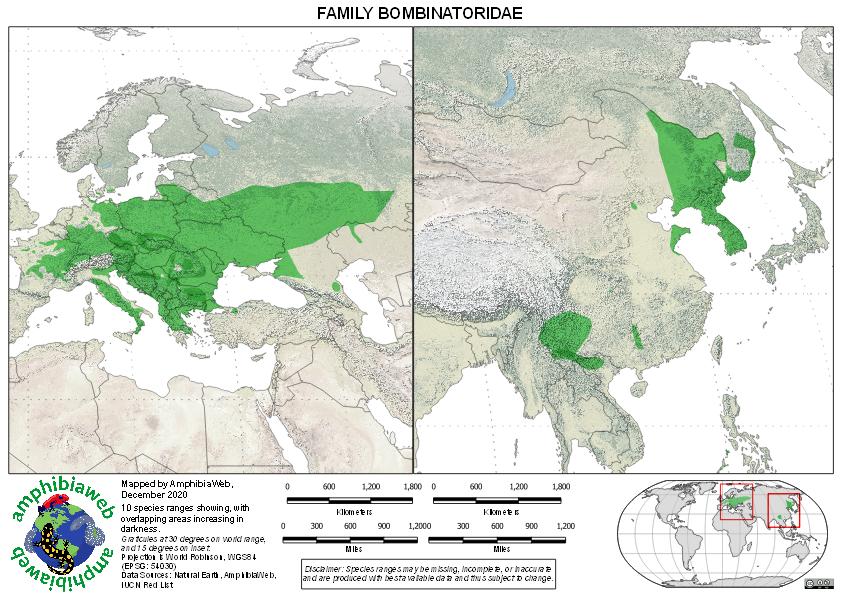 FAMILY BOMBINATORIDAE
amphibiaweb
amphibiaweb
Mapped by AmphibiaWeb,
December 2020
10 species ranges showing, with
overlapping areas increasing in
darkness.
Graticules at 30 degrees on world range,
and 15 degrees on inset.
Projection is World Robinson, WGS84
(EPSG: 54030)
Data Sources: Natural Earth, AmphibiaWeb,
IUCN Red List
0 600 1,200 1,800
Kilometers
0 300 600 900 1,200
Miles
0 600 1,200 1,800
Kilometers
0 300 600 900 1,200
Miles
Disclaimer: Species ranges may be missing, incomplete, or inaccurate
and are produced with best available data and thus subject to change.